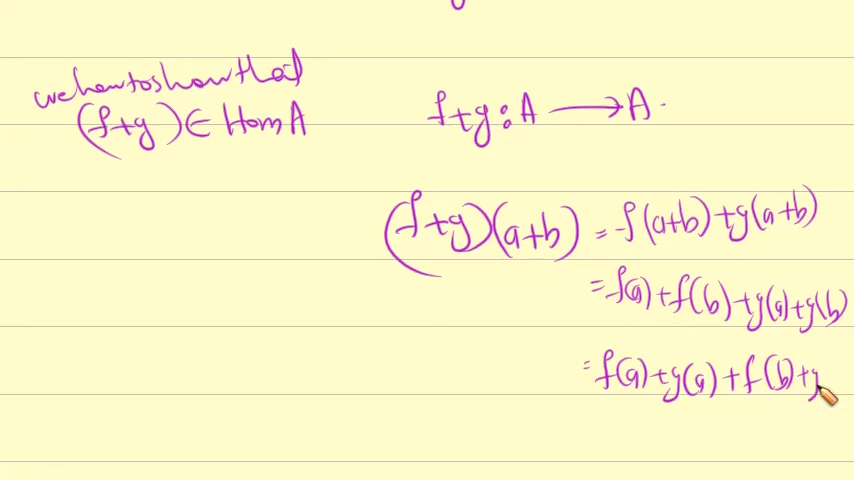 we have to show that
(f+g) ∈ Hom A
f+g : A ⟶ A.
(f+g)(a+b) = f(a+b)+g(a+b)
= f(a)+f(b)+g(a)+g(b)
= f(a)+g(a)+f(b)+g